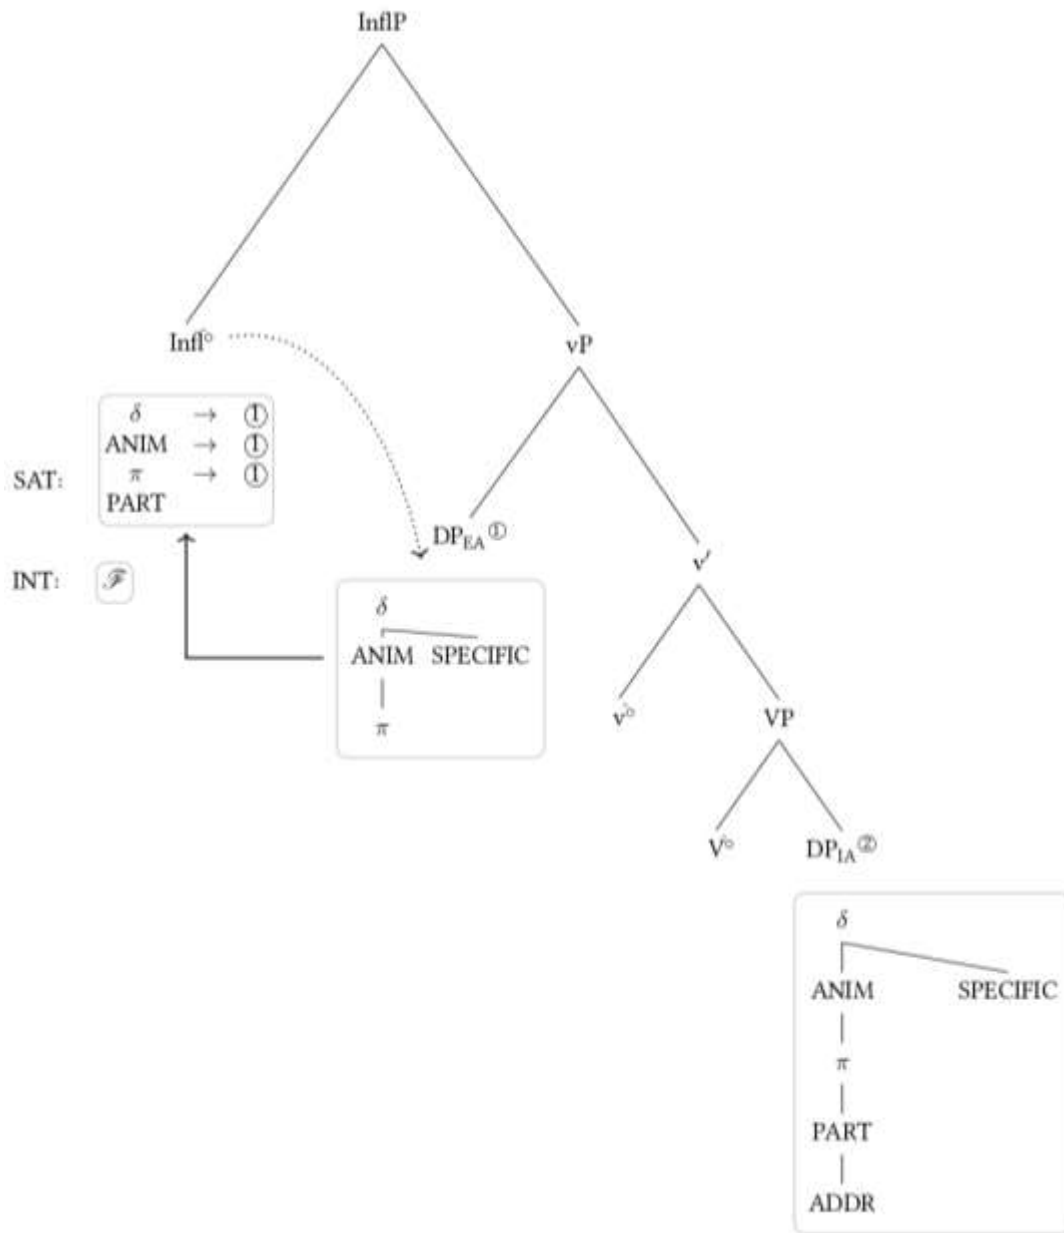 InflP
Infl° vP
δ → ①
ANIM → ①
SAT: π → ①
PART
DP_EA ①
v′
INT: ℱ
δ
ANIM SPECIFIC
π
v° VP
V° DP_IA ②
δ
ANIM SPECIFIC
π
PART
ADDR